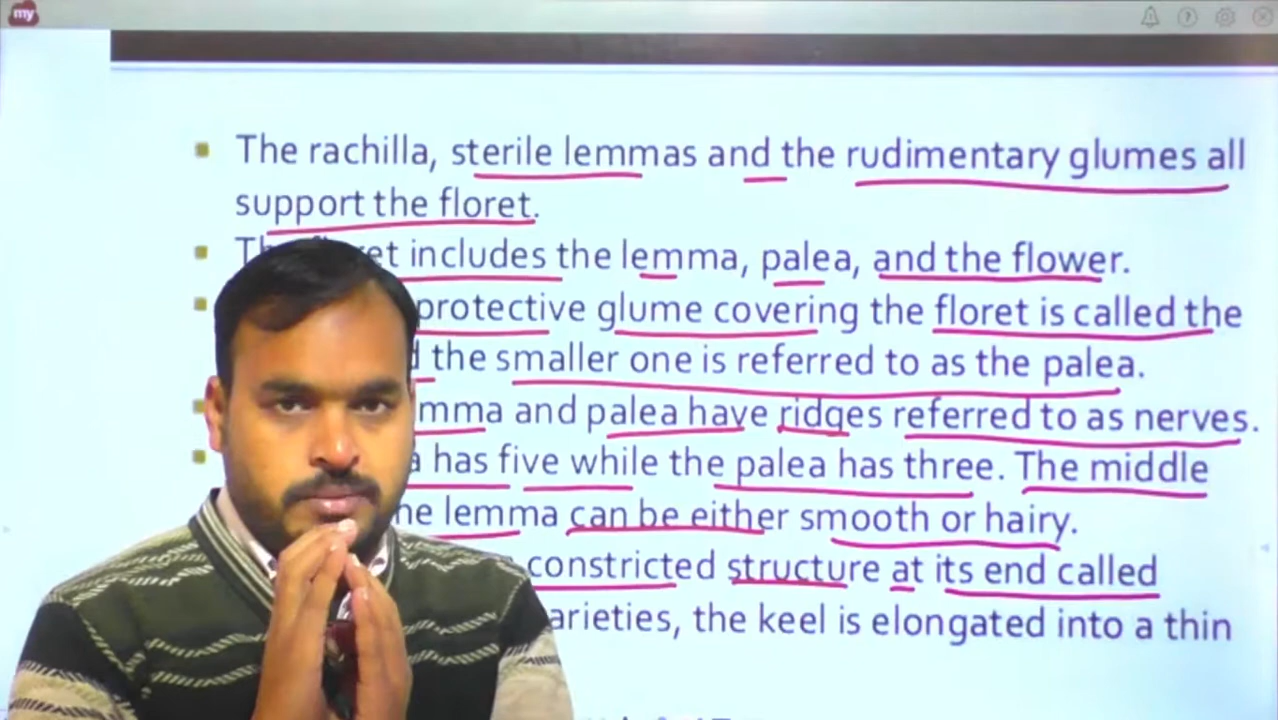 my
The rachilla, sterile lemmas and the rudimentary glumes all
support the floret.
includes the lemma, palea, and the flower.
protective glume covering the floret is called the
the smaller one is referred to as the palea.
and palea have ridges referred to as nerves.
has five while the palea has three. The middle
lemma can be either smooth or hairy.
constricted structure at its end called
the keel is elongated into a thin